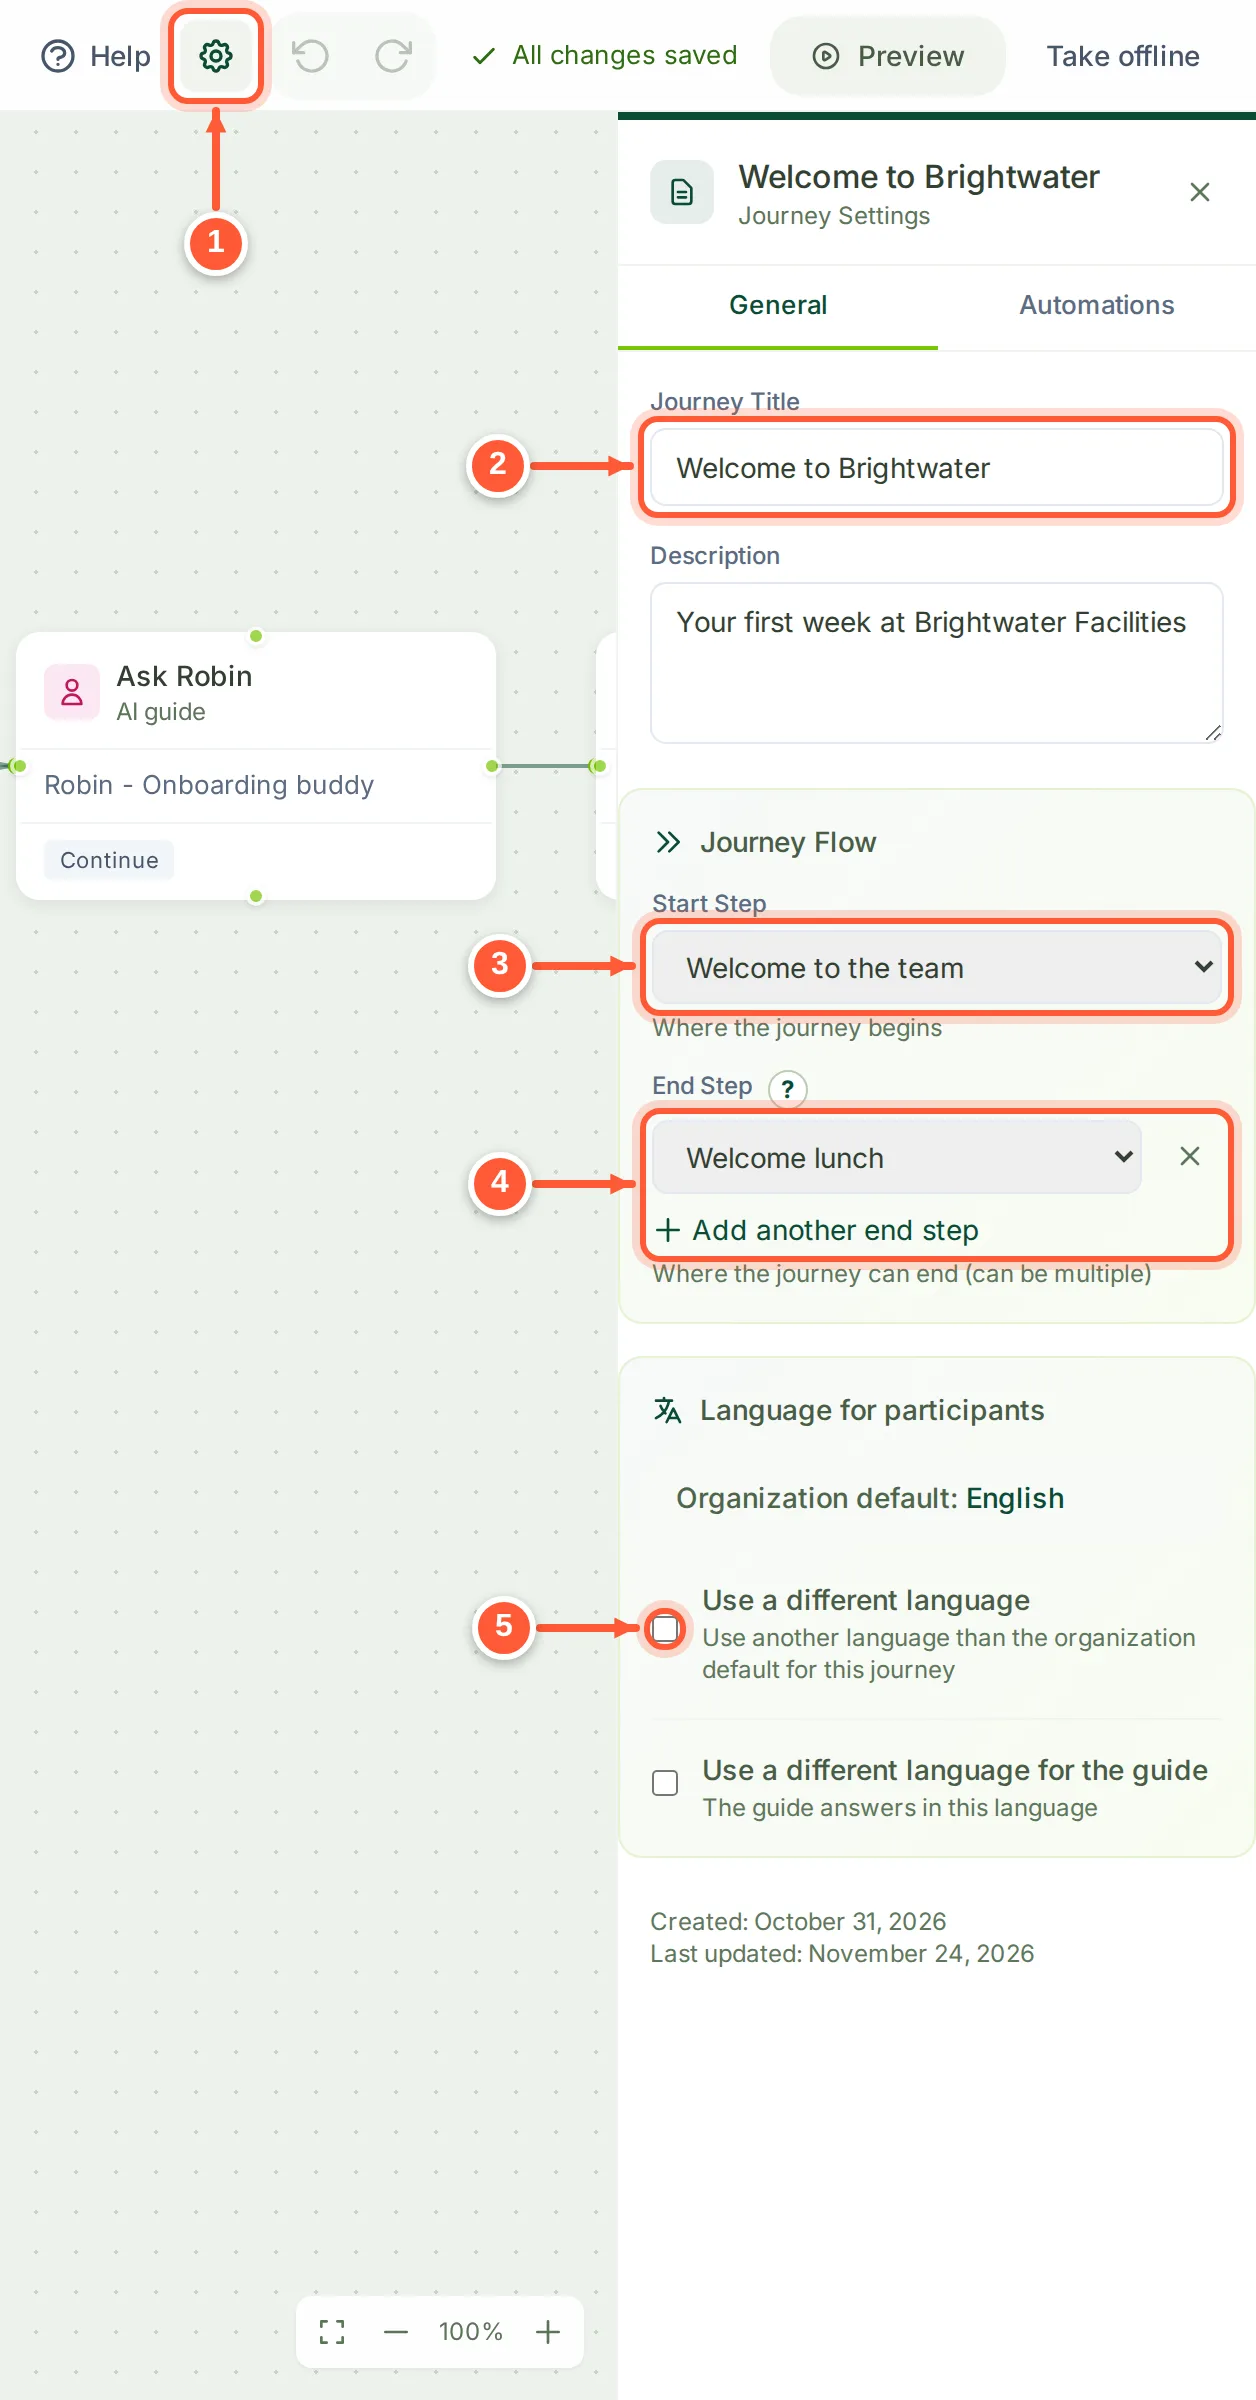 Help
All changes saved
Preview
Take offline
1
Welcome to Brightwater
Journey Settings
General
Automations
Journey Title
2
Welcome to Brightwater
Description
Your first week at Brightwater Facilities
Ask Robin
AI guide
Robin - Onboarding buddy
Continue
Journey Flow
Start Step
3
Welcome to the team
Where the journey begins
End Step ?
4
Welcome lunch
Add another end step
Where the journey can end (can be multiple)
Language for participants
Organization default: English
5
Use a different language
Use another language than the organization
default for this journey
Use a different language for the guide
The guide answers in this language
Created: October 31, 2026
Last updated: November 24, 2026
100%